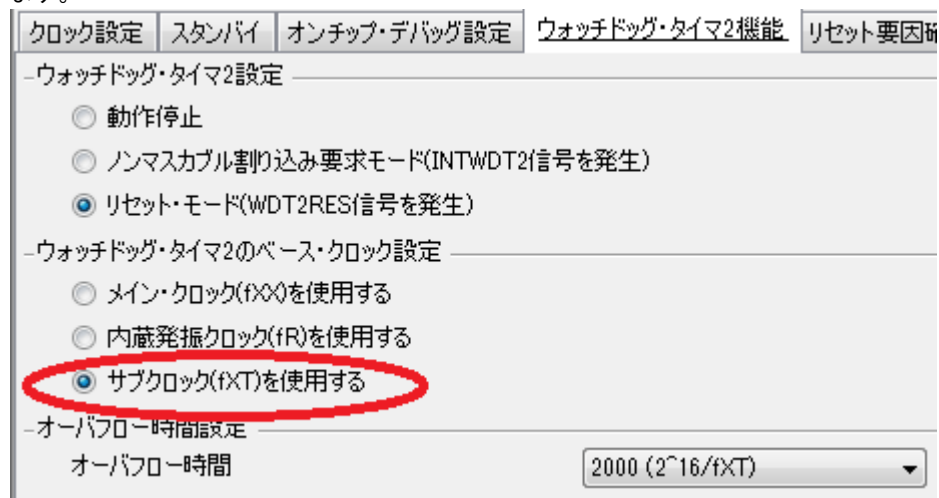 ます。
クロック設定 スタンバイ オンチップ・デバッグ設定 ウォッチドッグ・タイマ2機能 リセット要因
ウォッチドッグ・タイマ2設定
動作停止
ノンマスカブル割り込み要求モード(INTWDT2信号を発生)
リセット・モード(WDT2RES信号を発生)
ウォッチドッグ・タイマ2のベース・クロック設定
メイン・クロック(fXX)を使用する
内蔵発振クロック(fR)を使用する
サブクロック(fXT)を使用する
オーバフロー時間設定
オーバフロー時間 2000 (2^16/fXT)